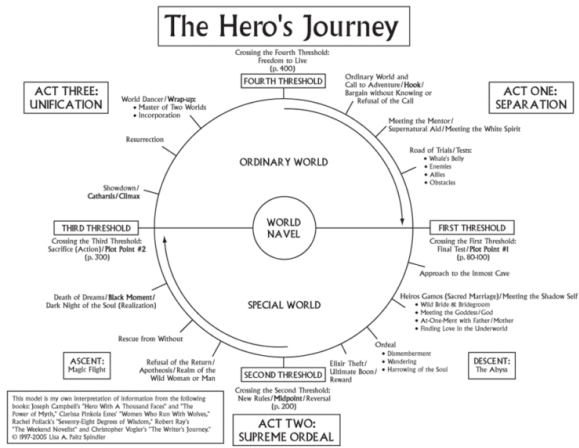 The Hero's Journey
Crossing the Fourth Threshold:
Freedom to Live
(p. 400)
FOURTH THRESHOLD
ACT THREE:
UNIFICATION
ACT ONE:
SEPARATION
Ordinary World and
Call to Adventure/Hook/
Bargain without Knowing or
Refusal of the Call
Meeting the Mentor/
Supernatural Aid/Meeting the White Spirit
Road of Trials/Tests:
• Whale's Belly
• Enemies
• Allies
• Obstacles
World Dancer/Wrap-up:
• Master of Two Worlds
• Incorporation
Resurrection
Showdown/
Catharsis/Climax
ORDINARY WORLD
WORLD
NAVEL
SPECIAL WORLD
THIRD THRESHOLD
Crossing the Third Threshold:
Sacrifice (Action)/Plot Point #2
(p. 300)
FIRST THRESHOLD
Crossing the First Threshold:
Final Test/Plot Point #1
(p. 80-100)
Approach to the Inmost Cave
Heiros Gamos (Sacred Marriage)/Meeting the Shadow Self
• Wild Bride & Bridegroom
• Meeting the Goddess/God
• At-One-Ment with Father/Mother
• Finding Love in the Underworld
Ordeal
• Dismemberment
• Wandering
• Harrowing of the Soul
Elixir Theft/
Ultimate Boon/
Reward
DESCENT:
The Abyss
SECOND THRESHOLD
Crossing the Second Threshold:
New Rules/Midpoint/Reversal
(p. 200)
ACT TWO:
SUPREME ORDEAL
Death of Dreams/Black Moment/
Dark Night of the Soul (Realization)
Rescue from Without
Refusal of the Return/
Apotheosis/Realm of the
Wild Woman or Man
ASCENT:
Magic Flight
This model is my own interpretation of information from the following
books: Joseph Campbell's "Hero With A Thousand Faces" and "The
Power of Myth," Clarissa Pinkola Estes' "Women Who Run With Wolves,"
Rachel Pollack's "Seventy-Eight Degrees of Wisdom," Robert Ray's
"The Weekend Novelist" and Christopher Vogler's "The Writer's Journey."
© 1997-2005 Lisa A. Paltz Spindler